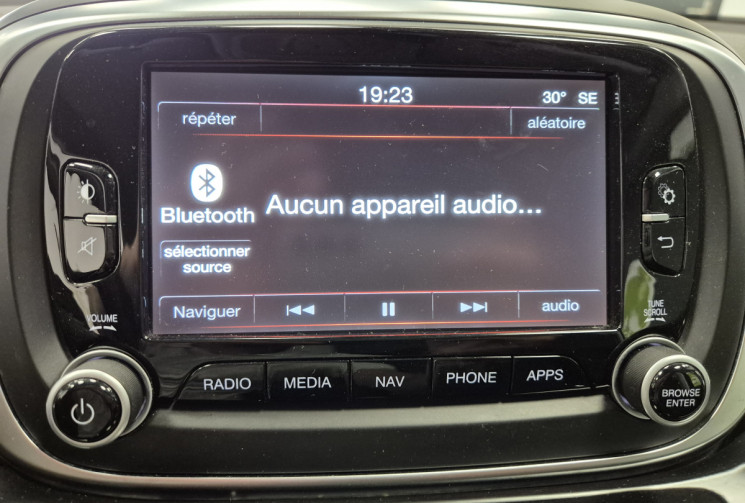 19:23 30° SE
répéter aléatoire
Bluetooth Aucun appareil audio...
sélectionner
source
Naviguer audio
VOLUME
TUNE
SCROLL
RADIO MEDIA NAV PHONE APPS
BROWSE
ENTER